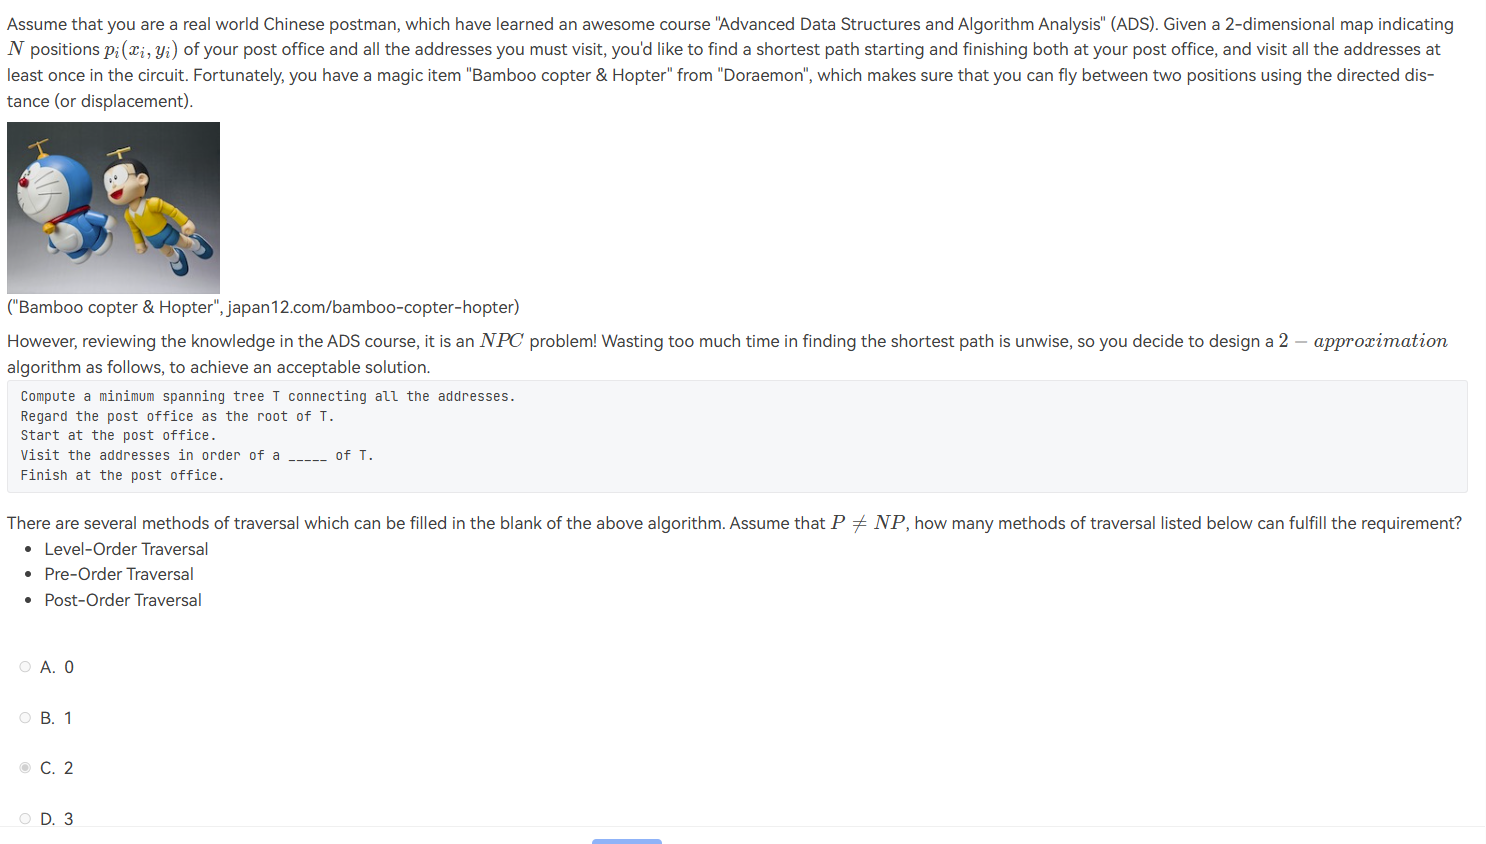 Assume that you are a real world Chinese postman, which have learned an awesome course "Advanced Data Structures and Algorithm Analysis" (ADS). Given a 2-dimensional map indicating
N positions pᵢ(xᵢ, yᵢ) of your post office and all the addresses you must visit, you'd like to find a shortest path starting and finishing both at your post office, and visit all the addresses at
least once in the circuit. Fortunately, you have a magic item "Bamboo copter & Hopter" from "Doraemon", which makes sure that you can fly between two positions using the directed dis-
tance (or displacement).
("Bamboo copter & Hopter", japan12.com/bamboo-copter-hopter)
However, reviewing the knowledge in the ADS course, it is an NPC problem! Wasting too much time in finding the shortest path is unwise, so you decide to design a 2 − approximation
algorithm as follows, to achieve an acceptable solution.
Compute a minimum spanning tree T connecting all the addresses.
Regard the post office as the root of T.
Start at the post office.
Visit the addresses in order of a _____ of T.
Finish at the post office.
There are several methods of traversal which can be filled in the blank of the above algorithm. Assume that P ≠ NP, how many methods of traversal listed below can fulfill the requirement?
• Level-Order Traversal
• Pre-Order Traversal
• Post-Order Traversal
A. 0
B. 1
C. 2
D. 3